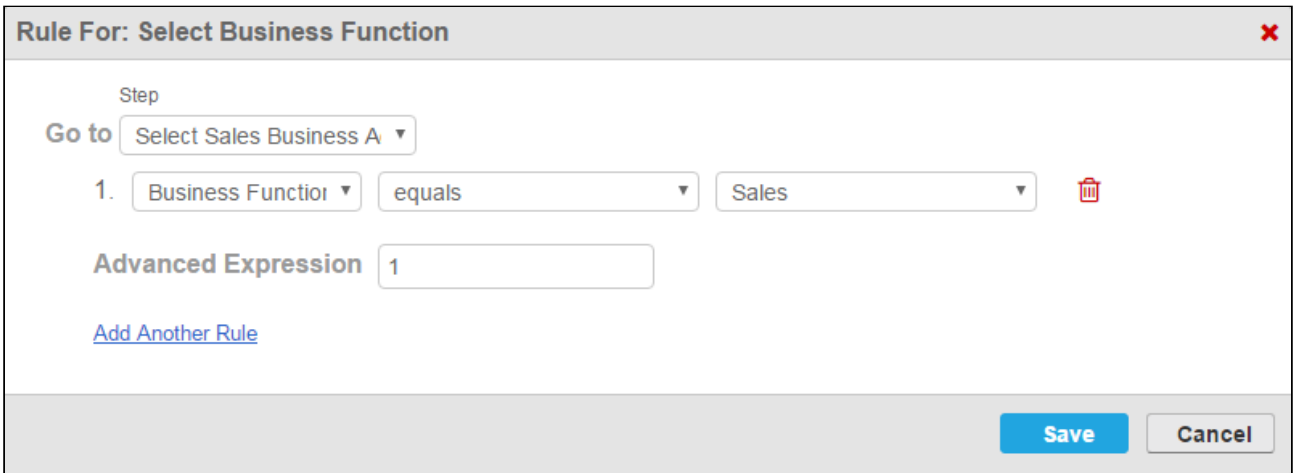 Rule For: Select Business Function
Step
Go to Select Sales Business A
1. Business Function equals Sales
Advanced Expression 1
Add Another Rule
Save Cancel